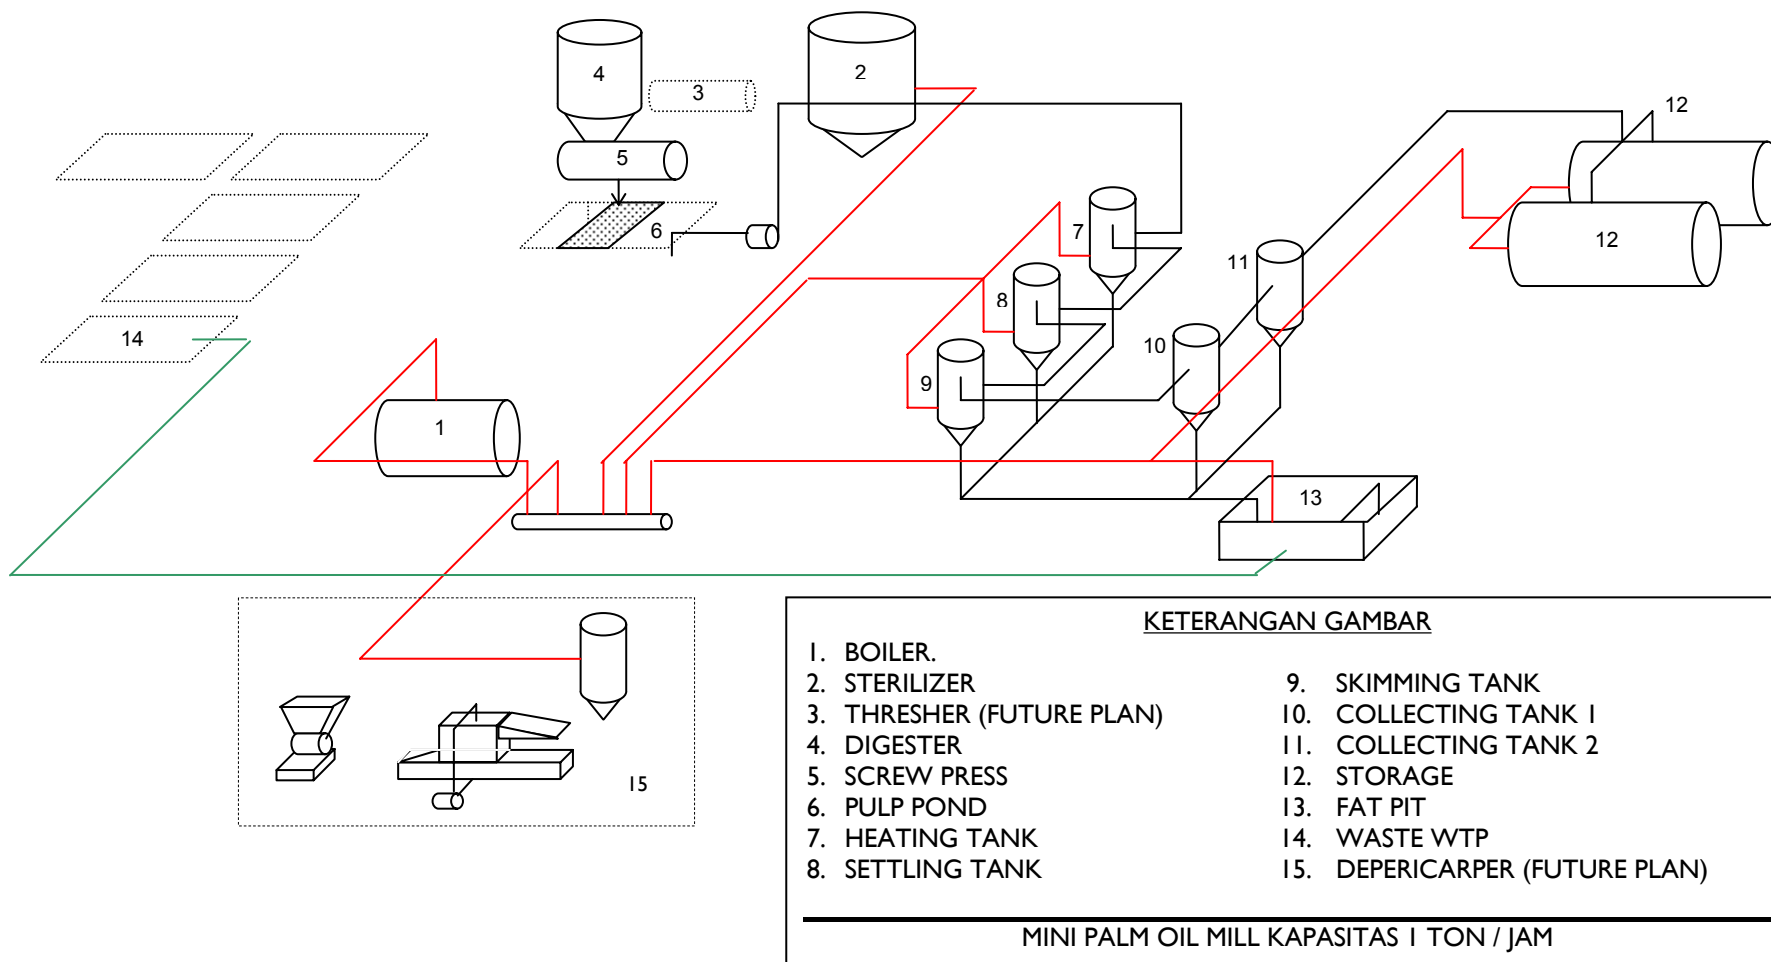 4
2
3
12
5
6
7
11
12
8
14
10
9
1
13
KETERANGAN GAMBAR
1. BOILER.
2. STERILIZER
3. THRESHER (FUTURE PLAN)
4. DIGESTER
5. SCREW PRESS
6. PULP POND
7. HEATING TANK
8. SETTLING TANK
9. SKIMMING TANK
10. COLLECTING TANK 1
11. COLLECTING TANK 2
12. STORAGE
13. FAT PIT
14. WASTE WTP
15. DEPERICARPER (FUTURE PLAN)
15
MINI PALM OIL MILL KAPASITAS 1 TON / JAM